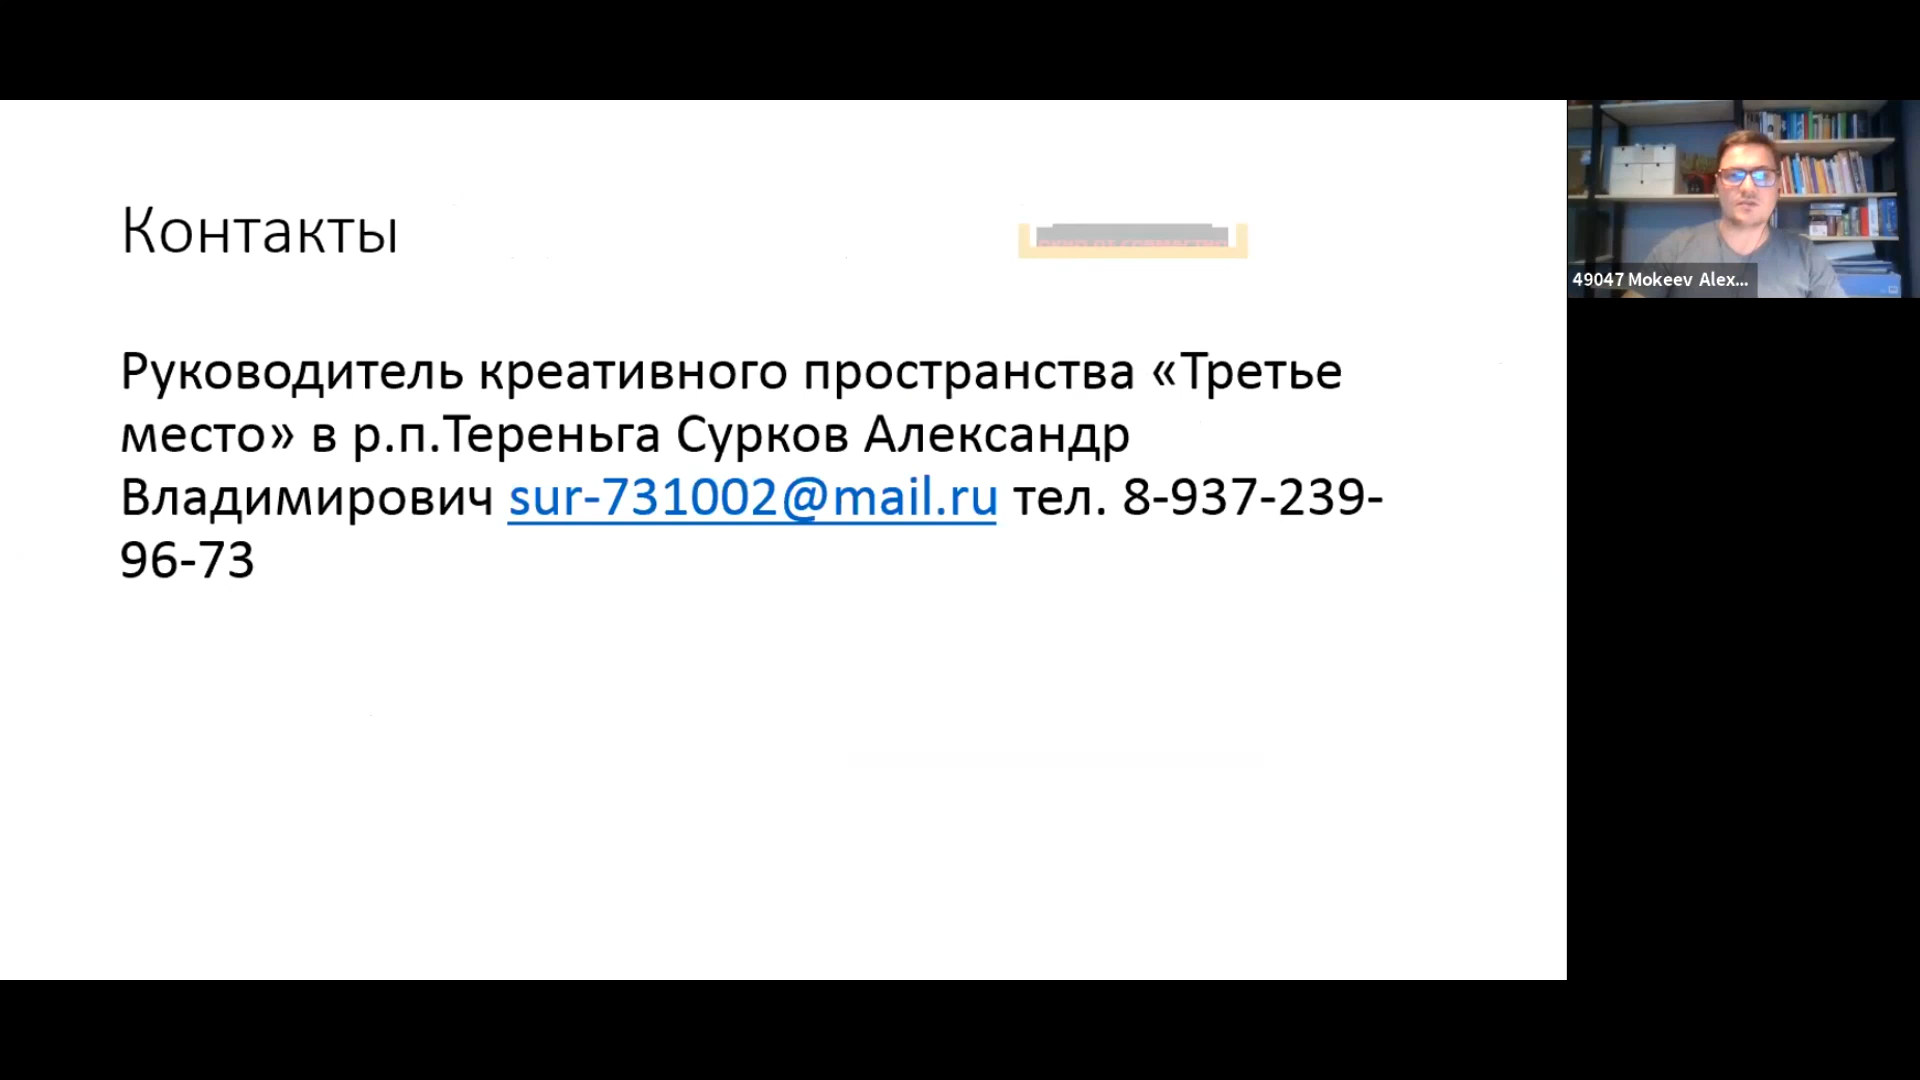 Контакты
Руководитель креативного пространства «Третье
место» в р.п.Тереньга Сурков Александр
Владимирович sur-731002@mail.ru тел. 8-937-239-
96-73
49047 Mokeev Alex...